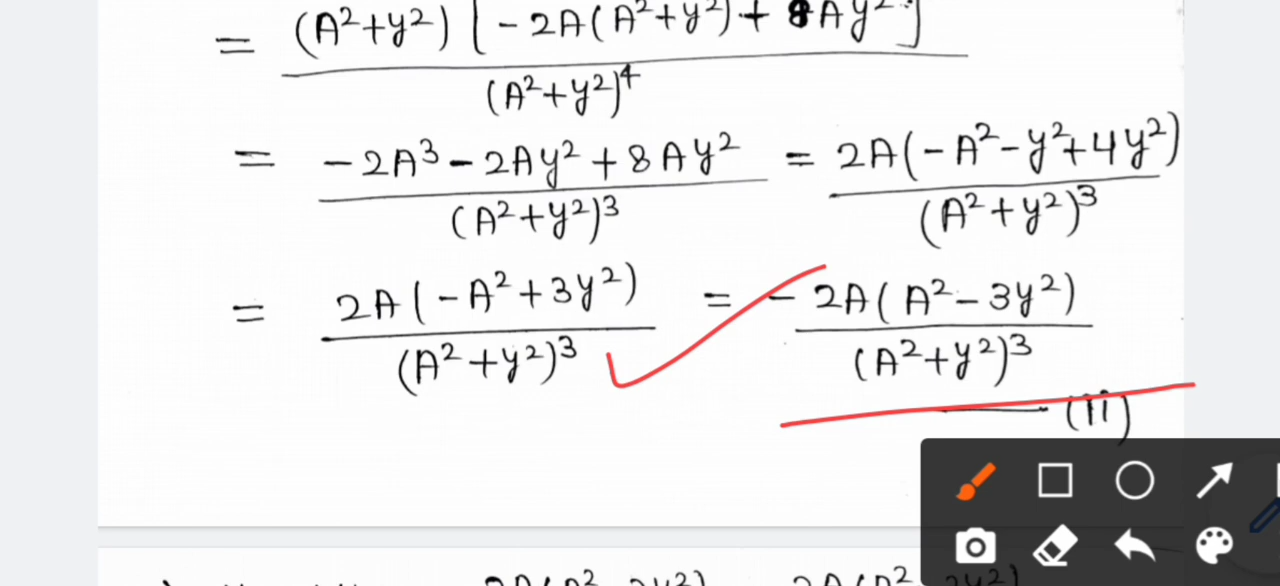 = (A²+y²) [ -2A(A²+y²) + 8Ay² ] / (A²+y²)⁴
= -2A³ - 2Ay² + 8Ay² / (A²+y²)³ = 2A(-A²-y²+4y²) / (A²+y²)³
= 2A(-A²+3y²) / (A²+y²)³ = -2A(A²-3y²) / (A²+y²)³
(ii)